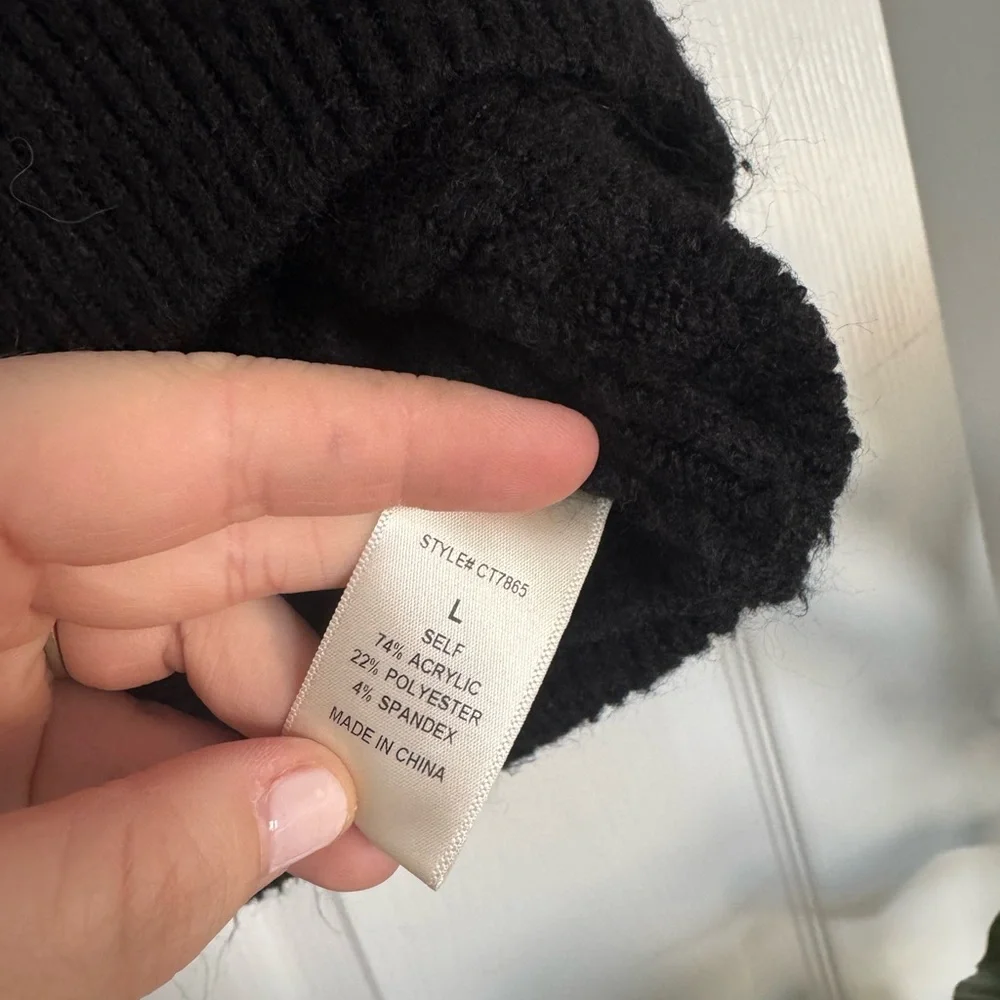 STYLE# CT7865
L
SELF
74% ACRYLIC
22% POLYESTER
4% SPANDEX
MADE IN CHINA